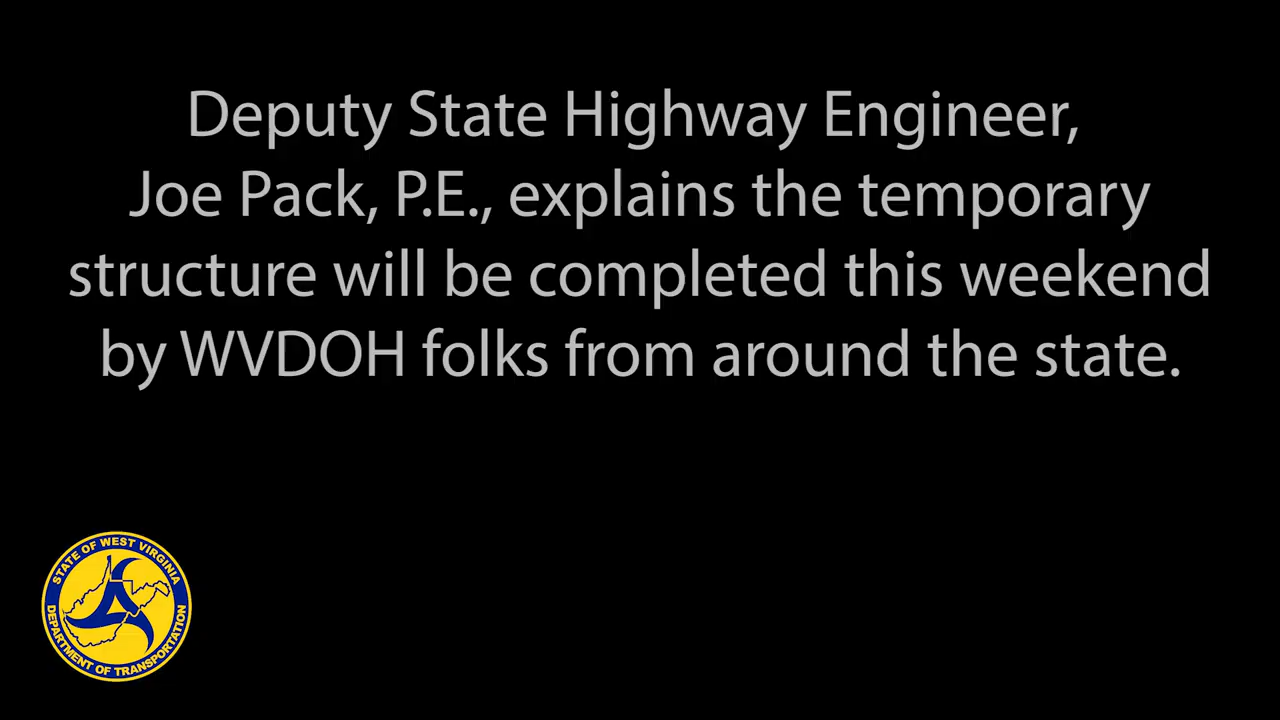 Deputy State Highway Engineer,
Joe Pack, P.E., explains the temporary
structure will be completed this weekend
by WVDOH folks from around the state.
STATE OF WEST VIRGINIA
DEPARTMENT OF TRANSPORTATION